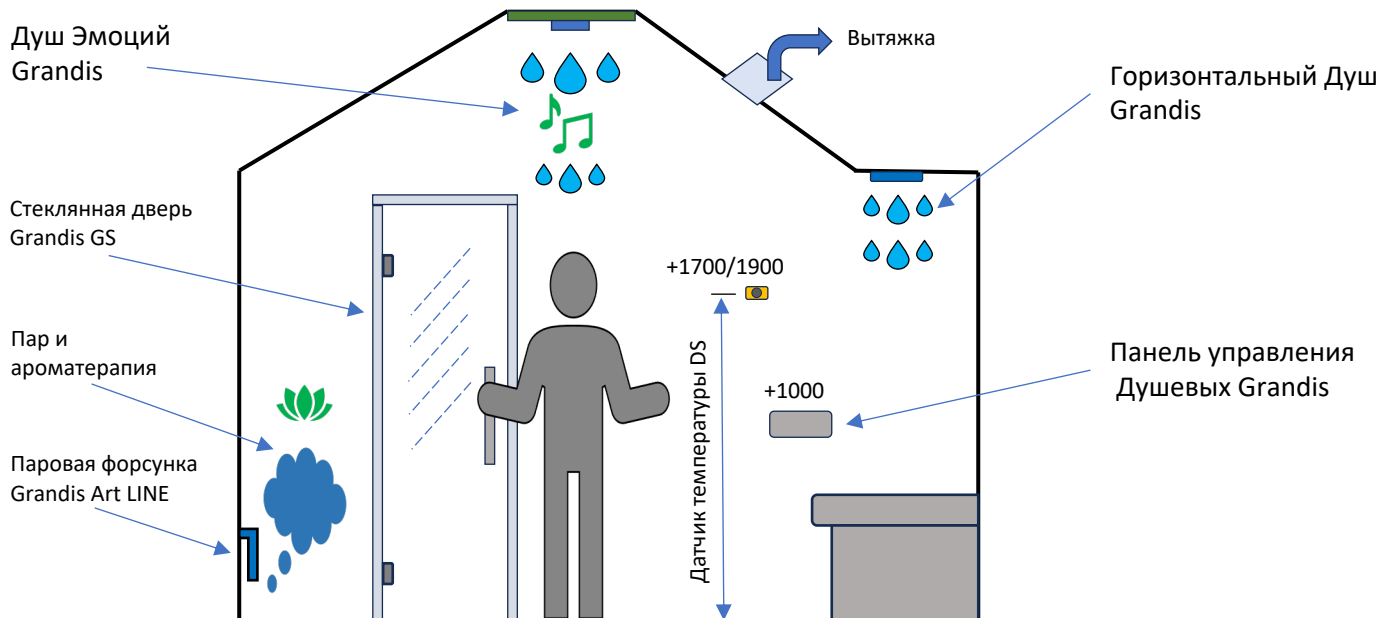 Душ Эмоций
Grandis
Вытяжка
Горизонтальный Душ
Grandis
Стеклянная дверь
Grandis GS
+1700/1900
Пар и
ароматерапия
Датчик температуры DS
+1000
Панель управления
Душевых Grandis
Паровая форсунка
Grandis Art LINE